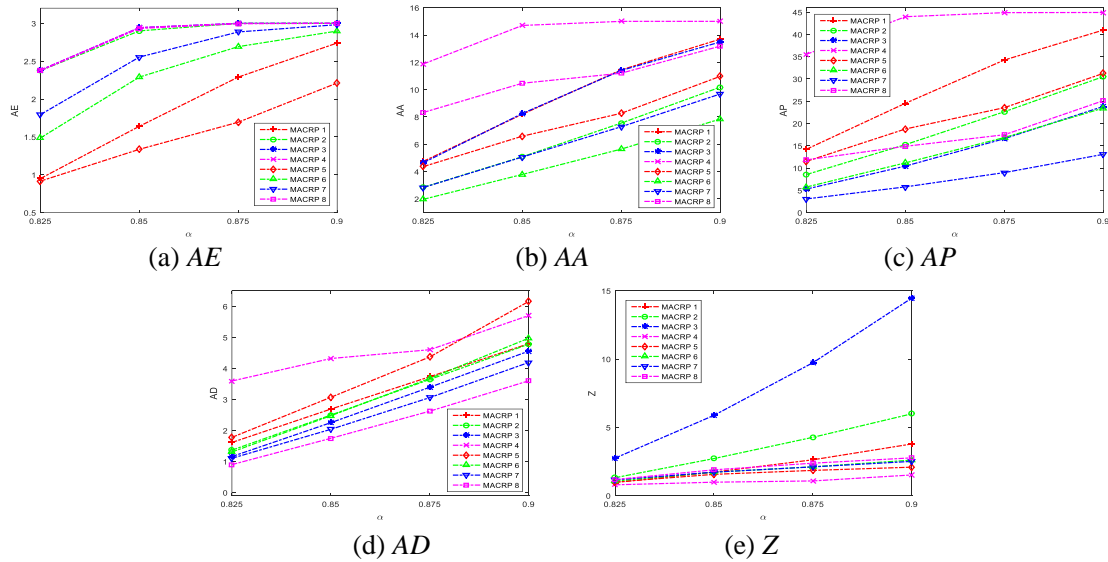 3
2.5
2
1.5
1
0.5
AE
MACRP 1
MACRP 2
MACRP 3
MACRP 4
MACRP 5
MACRP 6
MACRP 7
MACRP 8
0.825
0.85
0.875
0.9
α
(a) AE
16
14
12
10
8
6
4
2
AA
MACRP 1
MACRP 2
MACRP 3
MACRP 4
MACRP 5
MACRP 6
MACRP 7
MACRP 8
0.825
0.85
0.875
0.9
α
(b) AA
45
40
35
30
25
20
15
10
5
0
AP
MACRP 1
MACRP 2
MACRP 3
MACRP 4
MACRP 5
MACRP 6
MACRP 7
MACRP 8
0.825
0.85
0.875
0.9
α
(c) AP
6
5
4
3
2
1
0
AD
MACRP 1
MACRP 2
MACRP 3
MACRP 4
MACRP 5
MACRP 6
MACRP 7
MACRP 8
0.825
0.85
0.875
0.9
α
(d) AD
15
10
5
0
Z
MACRP 1
MACRP 2
MACRP 3
MACRP 4
MACRP 5
MACRP 6
MACRP 7
MACRP 8
0.825
0.85
0.875
0.9
α
(e) Z